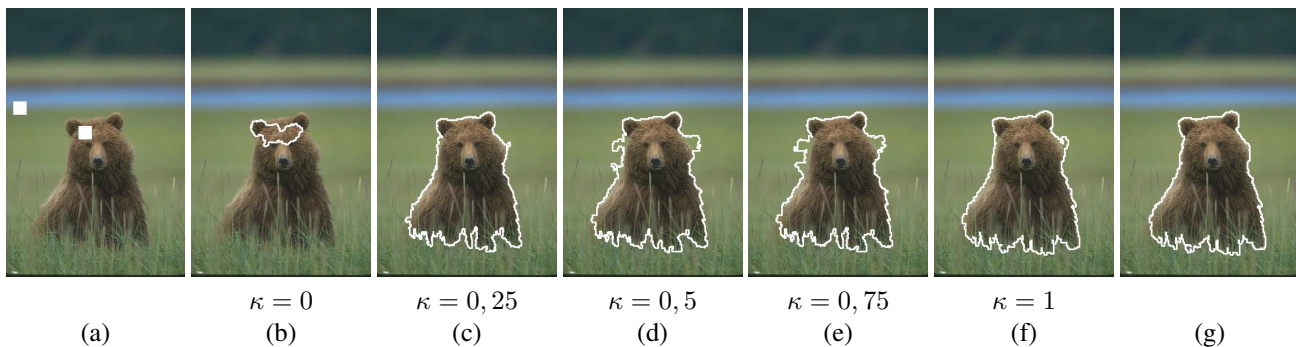 κ = 0 κ = 0, 25 κ = 0, 5 κ = 0, 75 κ = 1
(a) (b) (c) (d) (e) (f) (g)